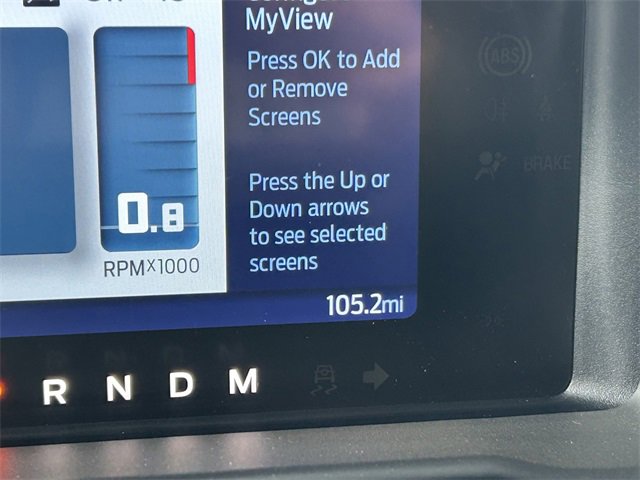 MyView
Press OK to Add
or Remove
Screens
Press the Up or
Down arrows
to see selected
screens
0.8
RPMx1000
105.2mi
R N D M
ABS
BRAKE